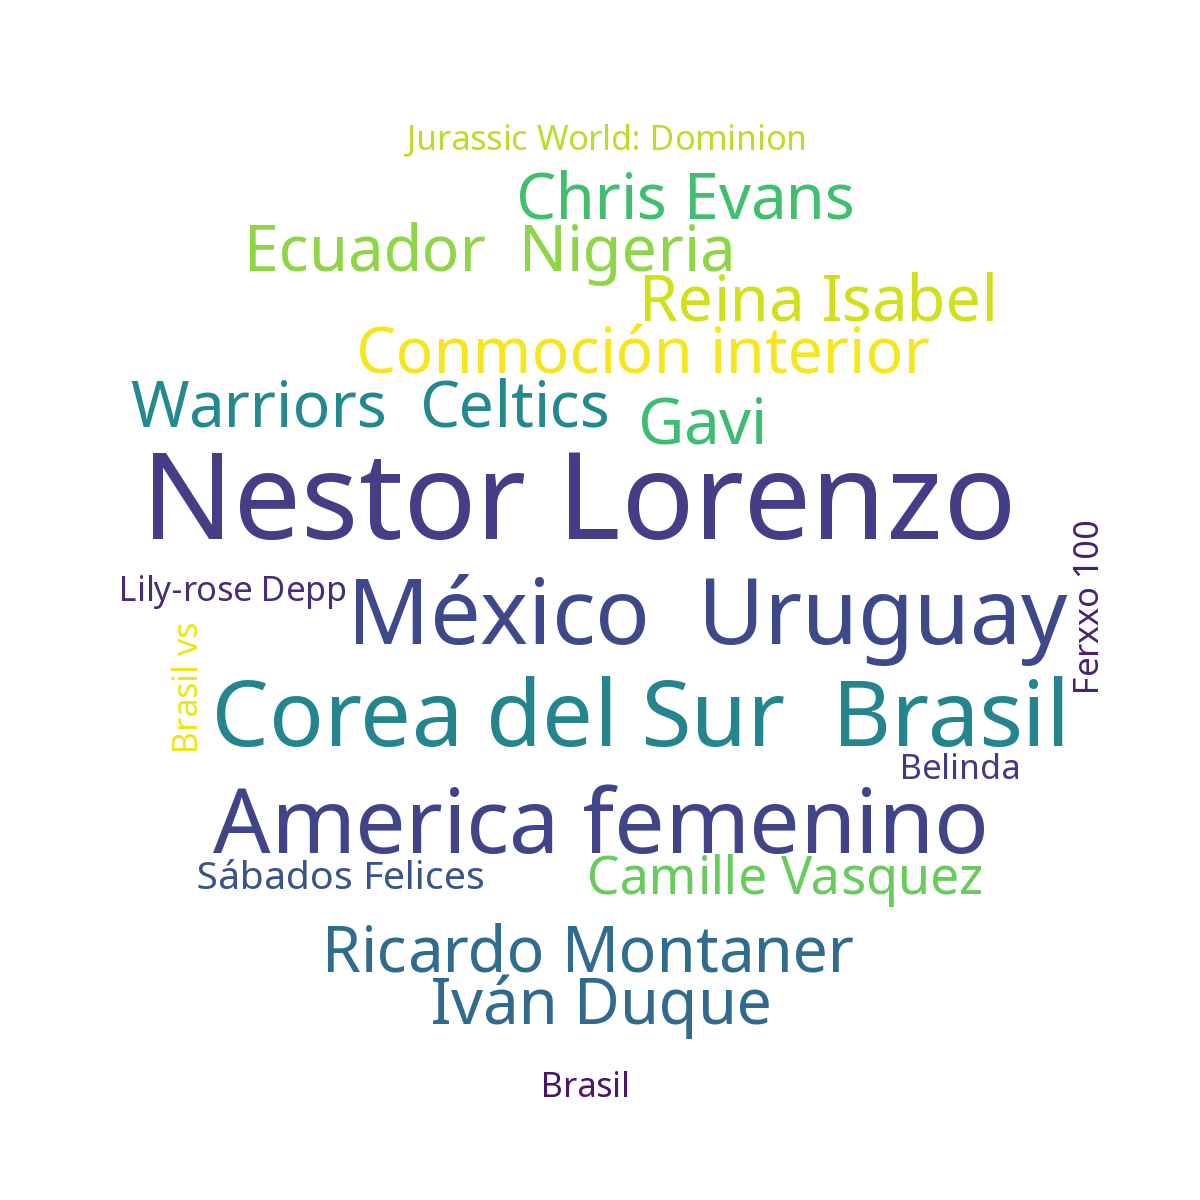 Jurassic World: Dominion
Chris Evans
Ecuador  Nigeria
Reina Isabel
Conmoción interior
Warriors  Celtics
Gavi
Nestor Lorenzo
Ferxxo 100
Lily-rose Depp
México  Uruguay
Brasil vs
Corea del Sur  Brasil
Belinda
America femenino
Sábados Felices
Camille Vasquez
Ricardo Montaner
Iván Duque
Brasil